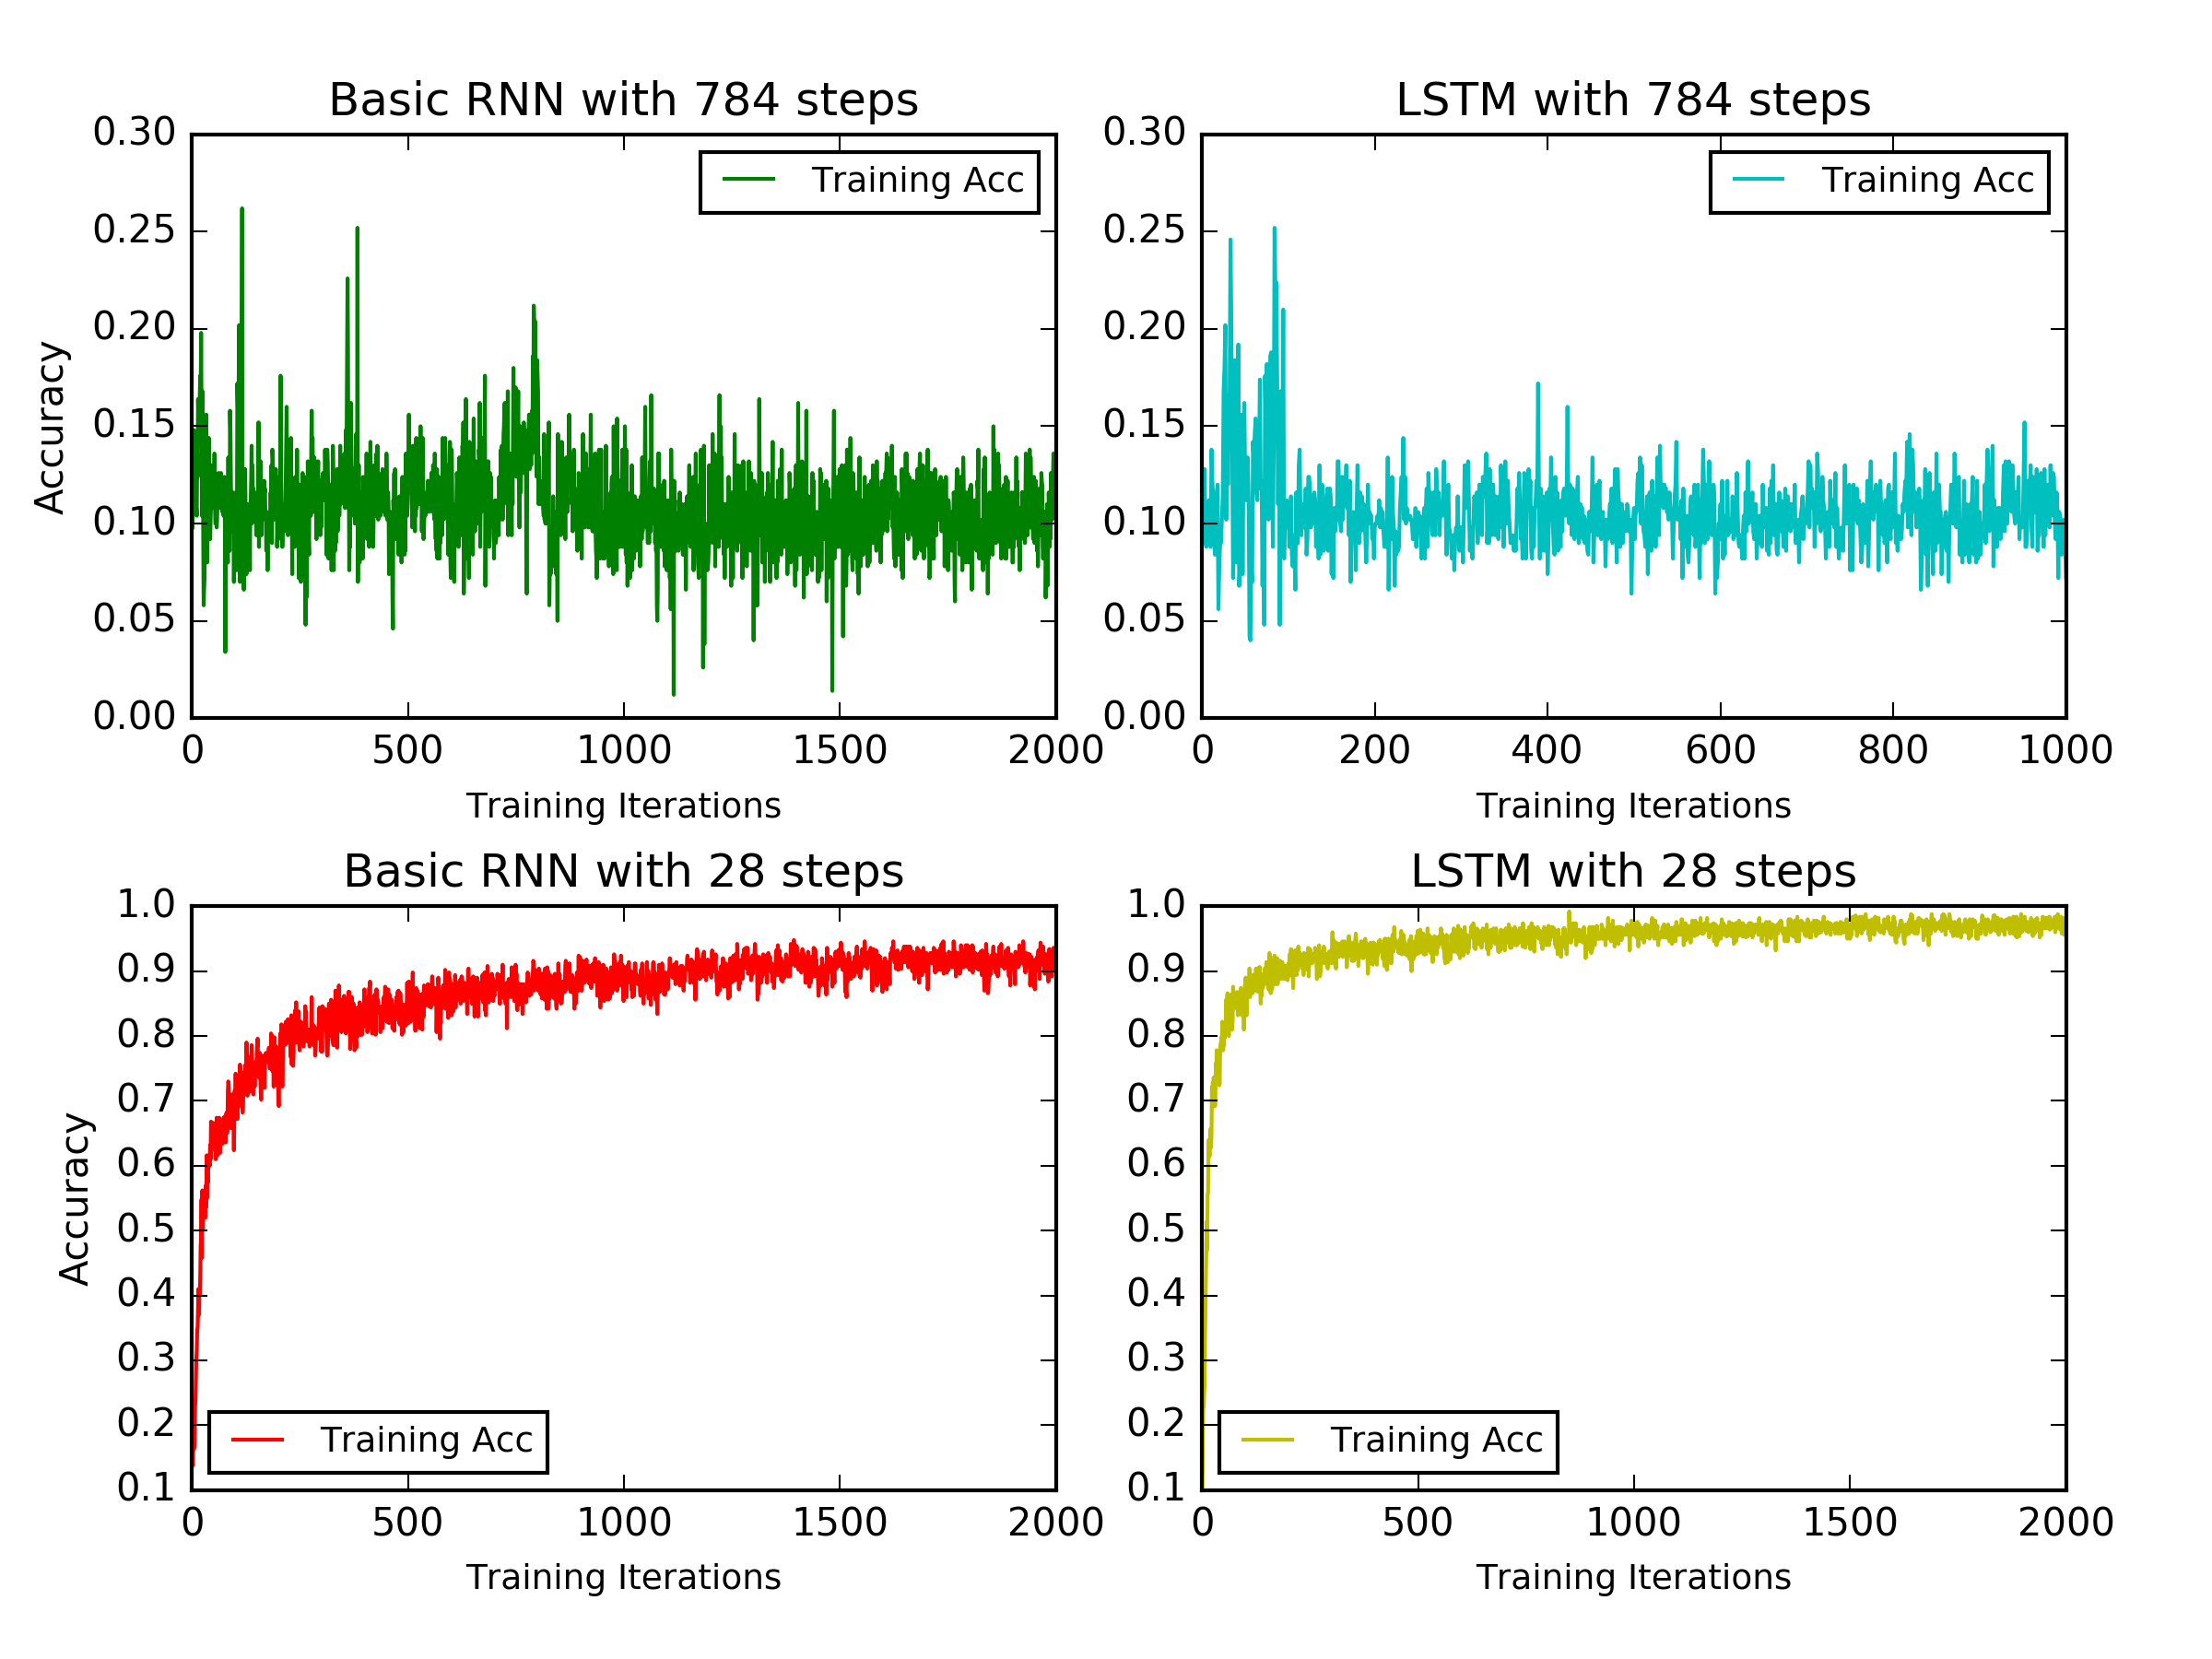 Basic RNN with 784 steps
0.30
0.25
0.20
0.15
0.10
0.05
0.00
Accuracy
Training Acc
0 500 1000 1500 2000
Training Iterations
LSTM with 784 steps
0.30
0.25
0.20
0.15
0.10
0.05
0.00
Training Acc
0 200 400 600 800 1000
Training Iterations
Basic RNN with 28 steps
1.0
0.9
0.8
0.7
0.6
0.5
0.4
0.3
0.2
0.1
Accuracy
Training Acc
0 500 1000 1500 2000
Training Iterations
LSTM with 28 steps
1.0
0.9
0.8
0.7
0.6
0.5
0.4
0.3
0.2
0.1
Training Acc
0 500 1000 1500 2000
Training Iterations